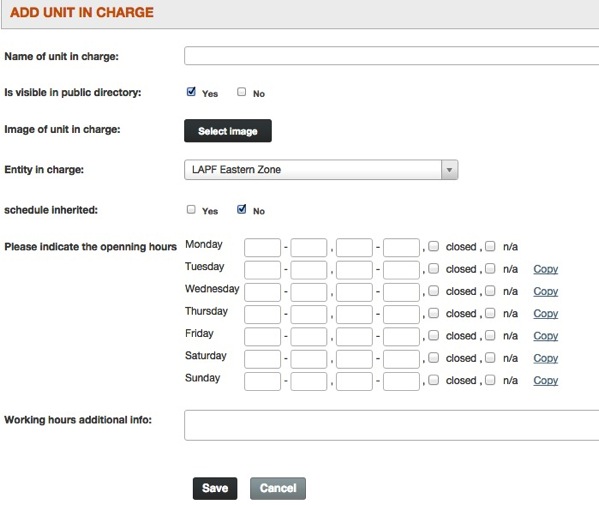 ADD UNIT IN CHARGE
Name of unit in charge:
Is visible in public directory: Yes No
Image of unit in charge: Select image
Entity in charge: LAPF Eastern Zone
schedule inherited: Yes No
Please indicate the openning hours Monday - , - , closed , n/a
Tuesday - , - , closed , n/a Copy
Wednesday - , - , closed , n/a Copy
Thursday - , - , closed , n/a Copy
Friday - , - , closed , n/a Copy
Saturday - , - , closed , n/a Copy
Sunday - , - , closed , n/a Copy
Working hours additional info:
Save Cancel